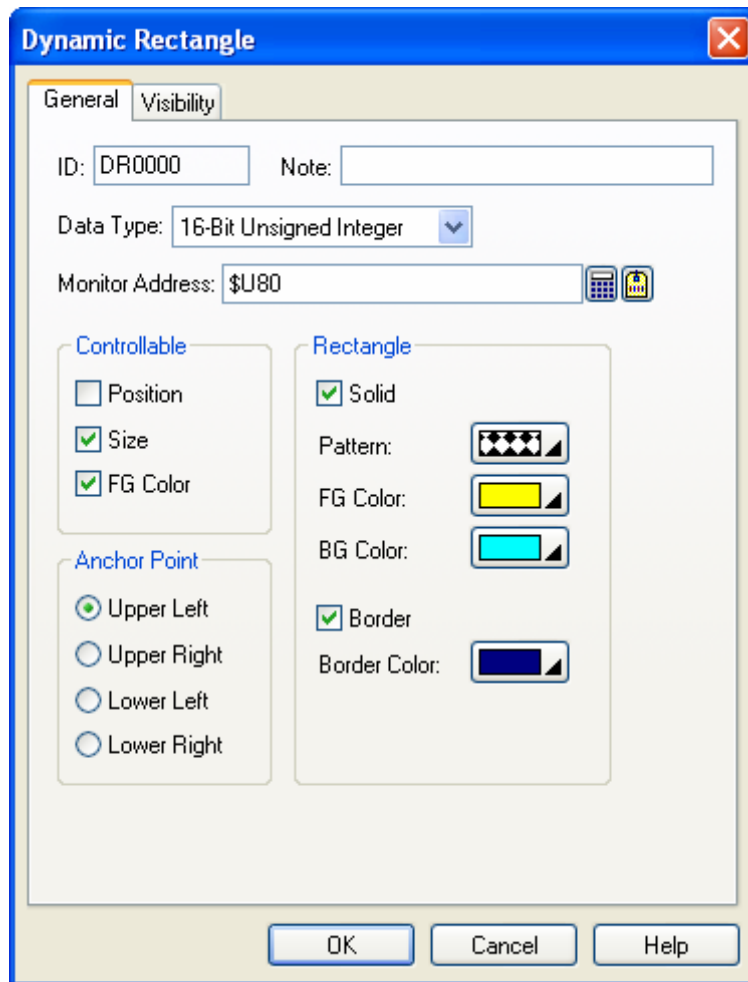 Dynamic Rectangle
General Visibility
ID: DR0000 Note:
Data Type: 16-Bit Unsigned Integer
Monitor Address: $U80
Controllable
Position
Size
FG Color
Rectangle
Solid
Pattern:
FG Color:
BG Color:
Border
Border Color:
Anchor Point
Upper Left
Upper Right
Lower Left
Lower Right
OK Cancel Help